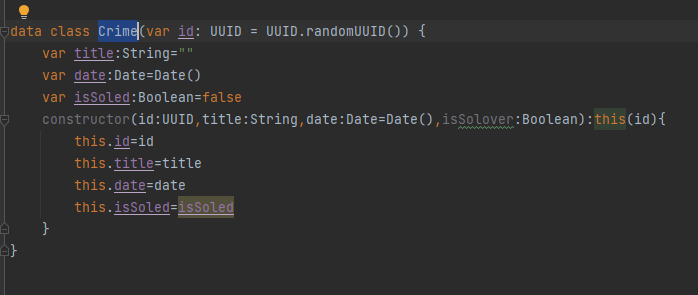 data class Crime(var id: UUID = UUID.randomUUID()) {
var title:String=""
var date:Date=Date()
var isSoled:Boolean=false
constructor(id:UUID,title:String,date:Date=Date(),isSolover:Boolean):this(id){
this.id=id
this.title=title
this.date=date
this.isSoled=isSoled
}
}